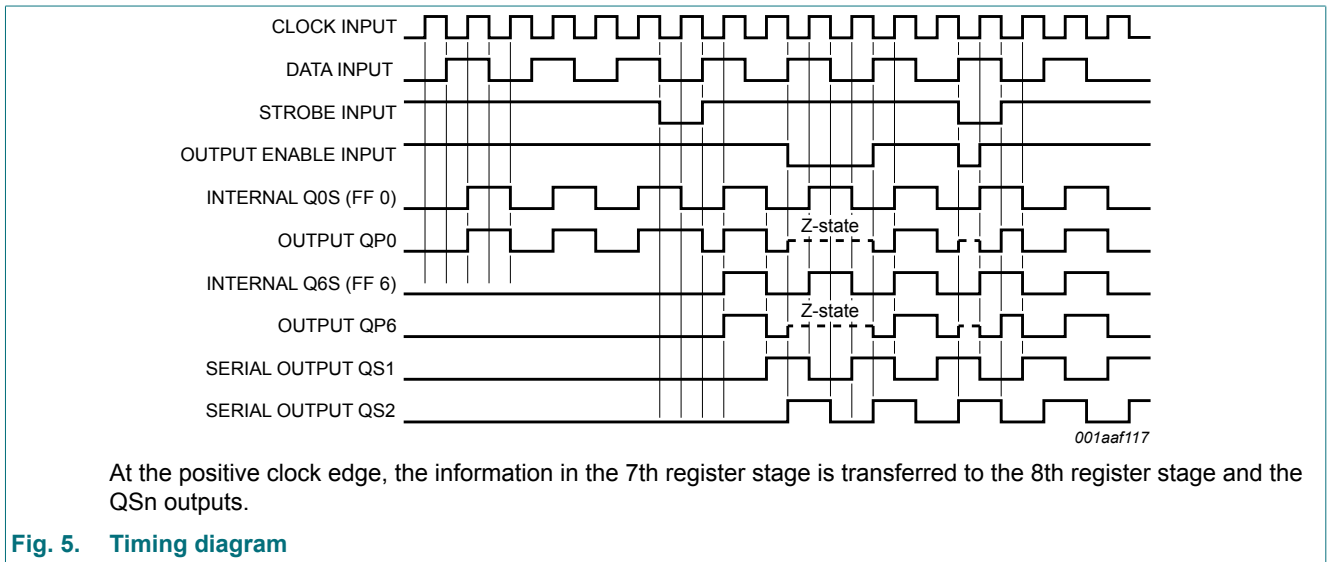 CLOCK INPUT
DATA INPUT
STROBE INPUT
OUTPUT ENABLE INPUT
INTERNAL Q0S (FF 0)
Z-state
OUTPUT QP0
INTERNAL Q6S (FF 6)
Z-state
OUTPUT QP6
SERIAL OUTPUT QS1
SERIAL OUTPUT QS2
001aaf117
At the positive clock edge, the information in the 7th register stage is transferred to the 8th register stage and the
QSn outputs.
Fig. 5. Timing diagram